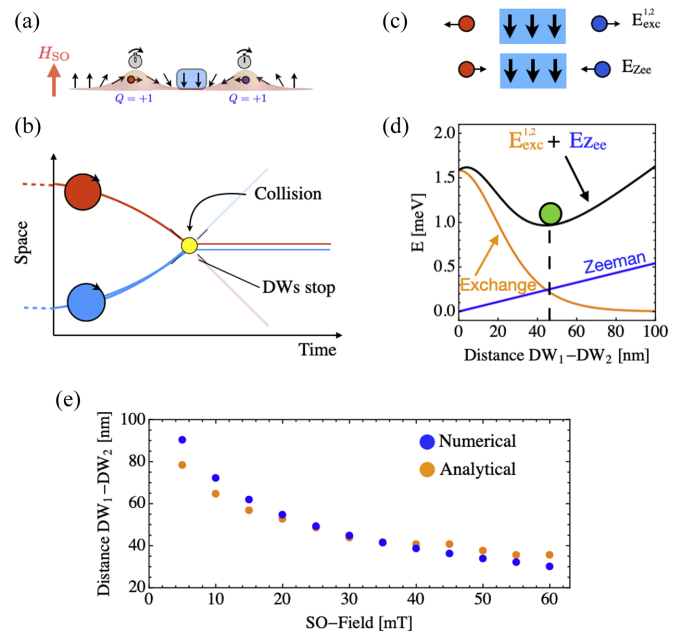 (a)
H_SO
Q = +1
Q = +1
(b)
Space
Collision
DWs stop
Time
(c)
E_exc^1,2
E_Zee
(d)
E_exc^1,2 + E_Zee
E [meV]
2.0
1.5
1.0
0.5
0.0
Exchange
Zeeman
0 20 40 60 80 100
Distance DW₁−DW₂ [nm]
(e)
Distance DW₁−DW₂ [nm]
100
80
60
40
20
Numerical
Analytical
0 10 20 30 40 50 60
SO−Field [mT]